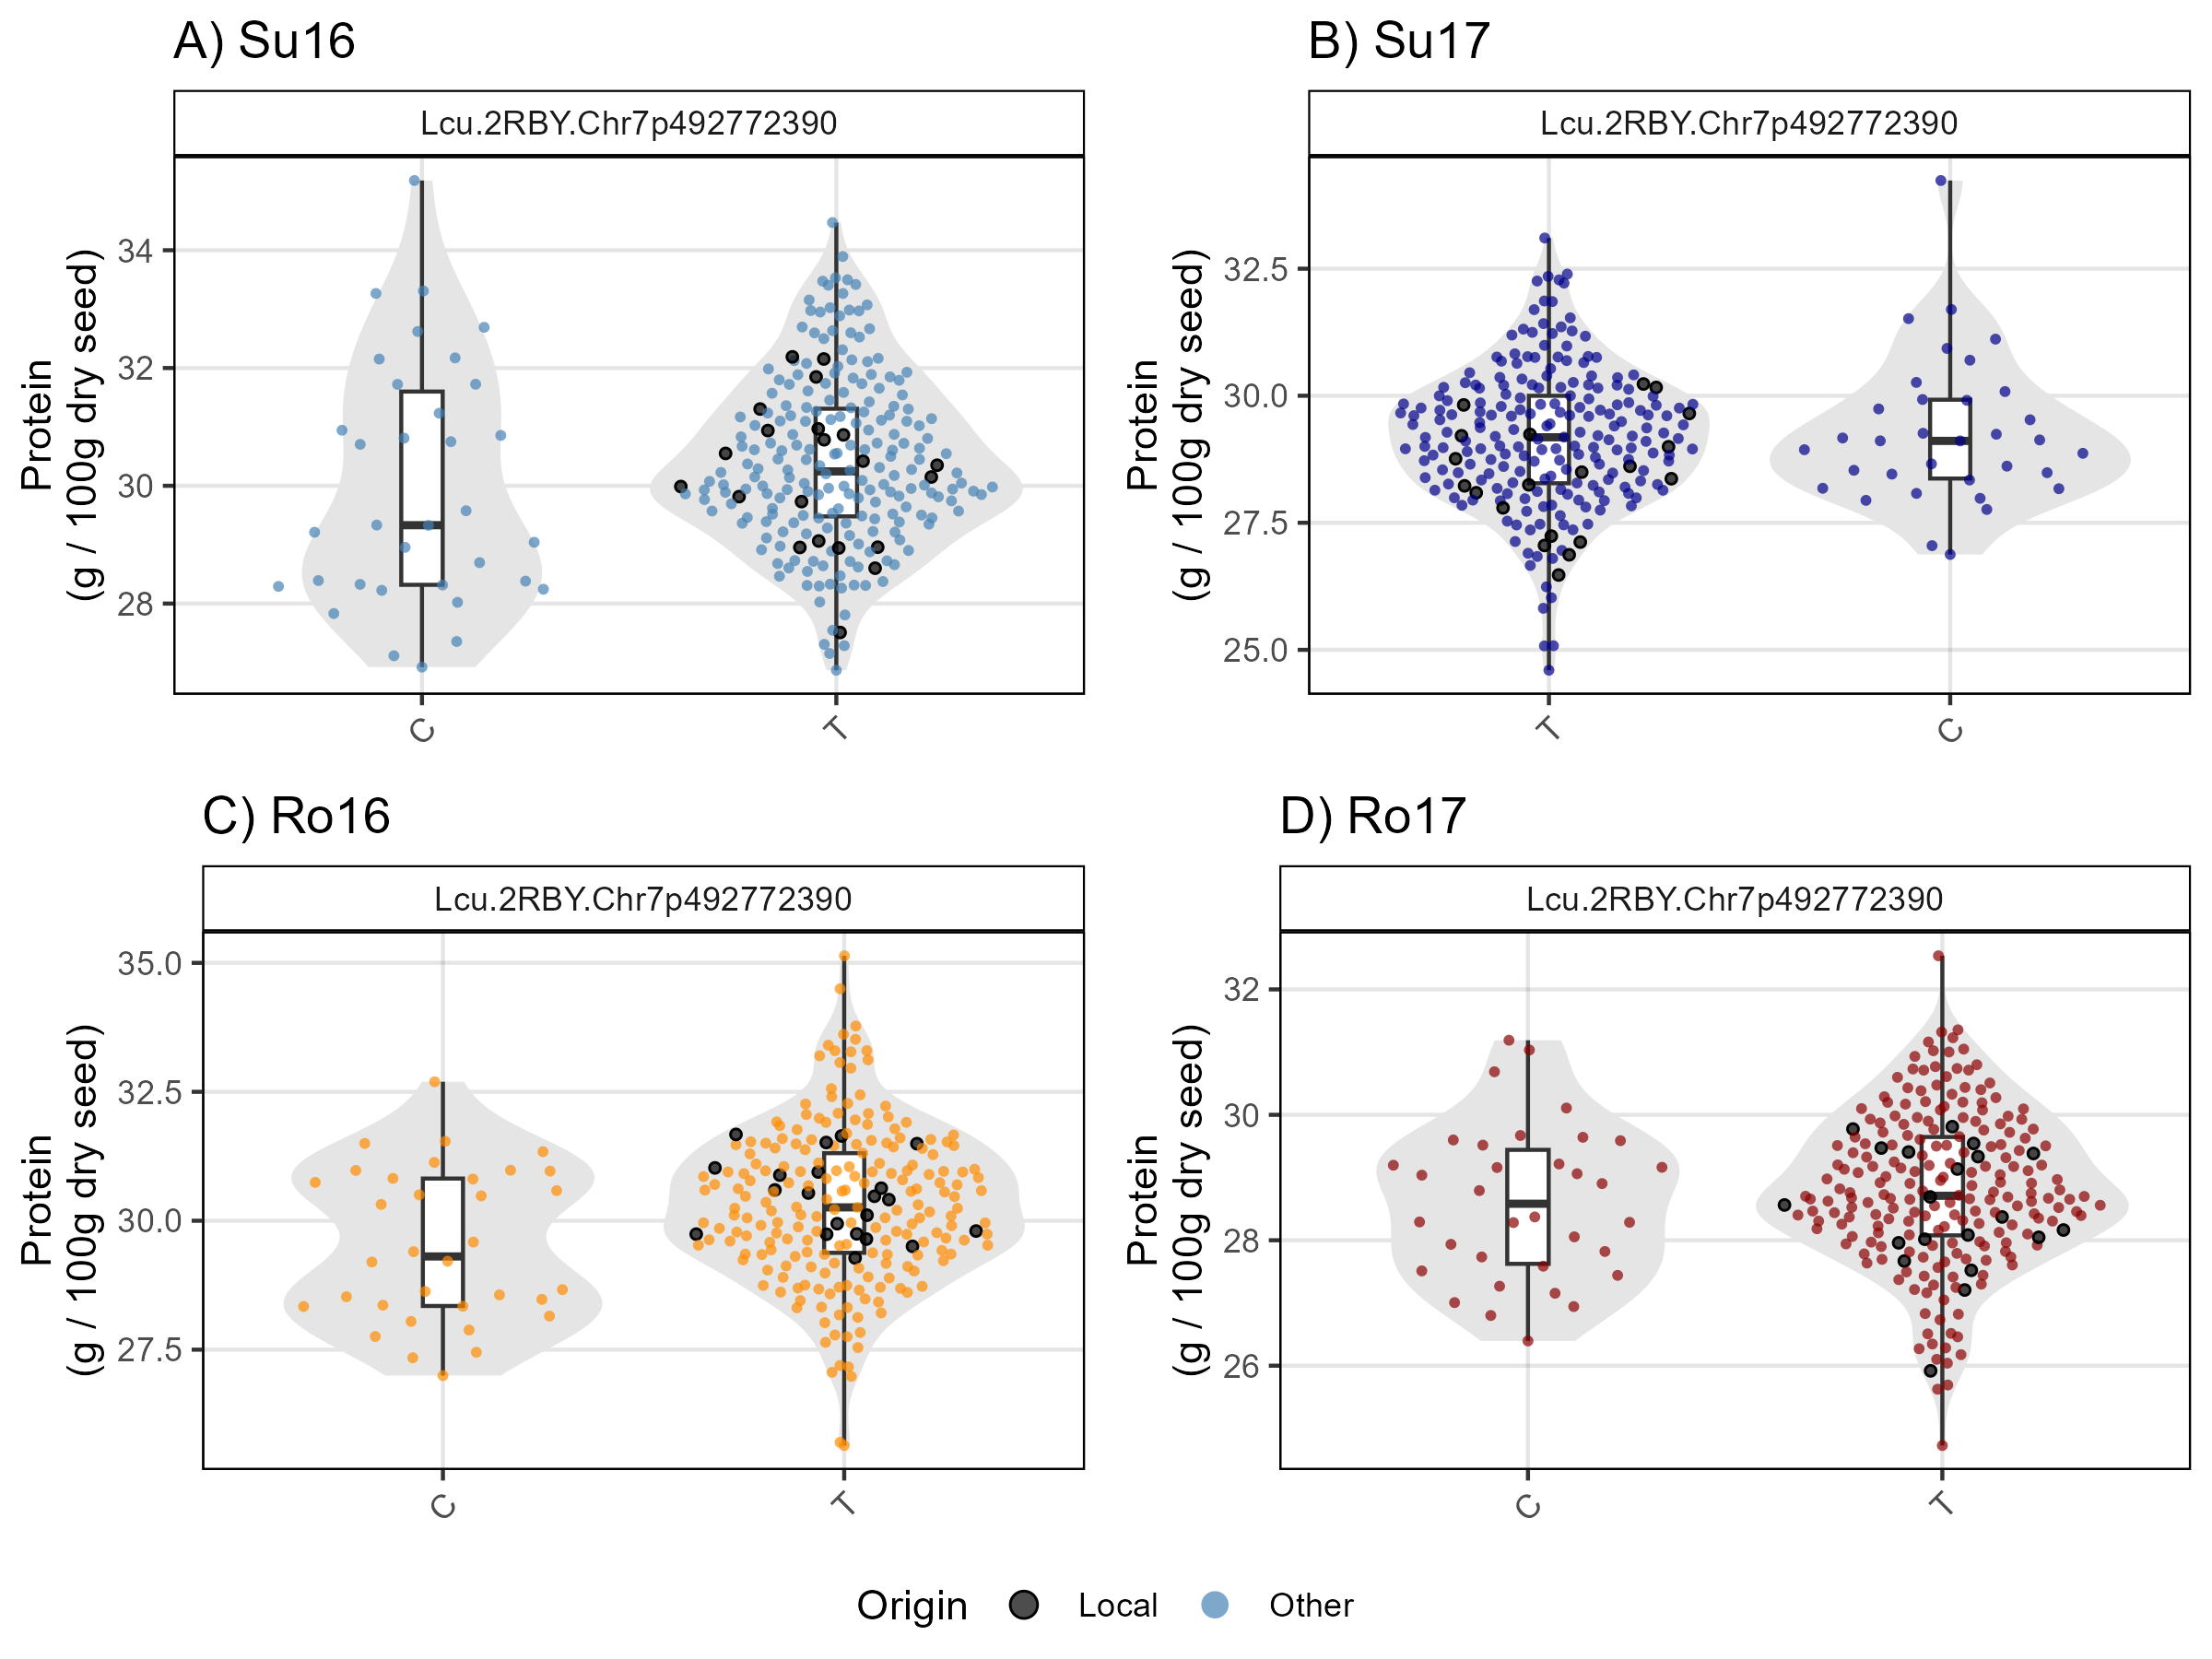 A) Su16
Lcu.2RBY.Chr7p492772390
Protein
(g / 100g dry seed)
34
32
30
28
C
T
B) Su17
Lcu.2RBY.Chr7p492772390
Protein
(g / 100g dry seed)
32.5
30.0
27.5
25.0
T
C
C) Ro16
Lcu.2RBY.Chr7p492772390
Protein
(g / 100g dry seed)
35.0
32.5
30.0
27.5
C
T
D) Ro17
Lcu.2RBY.Chr7p492772390
Protein
(g / 100g dry seed)
32
30
28
26
C
T
Origin
Local
Other